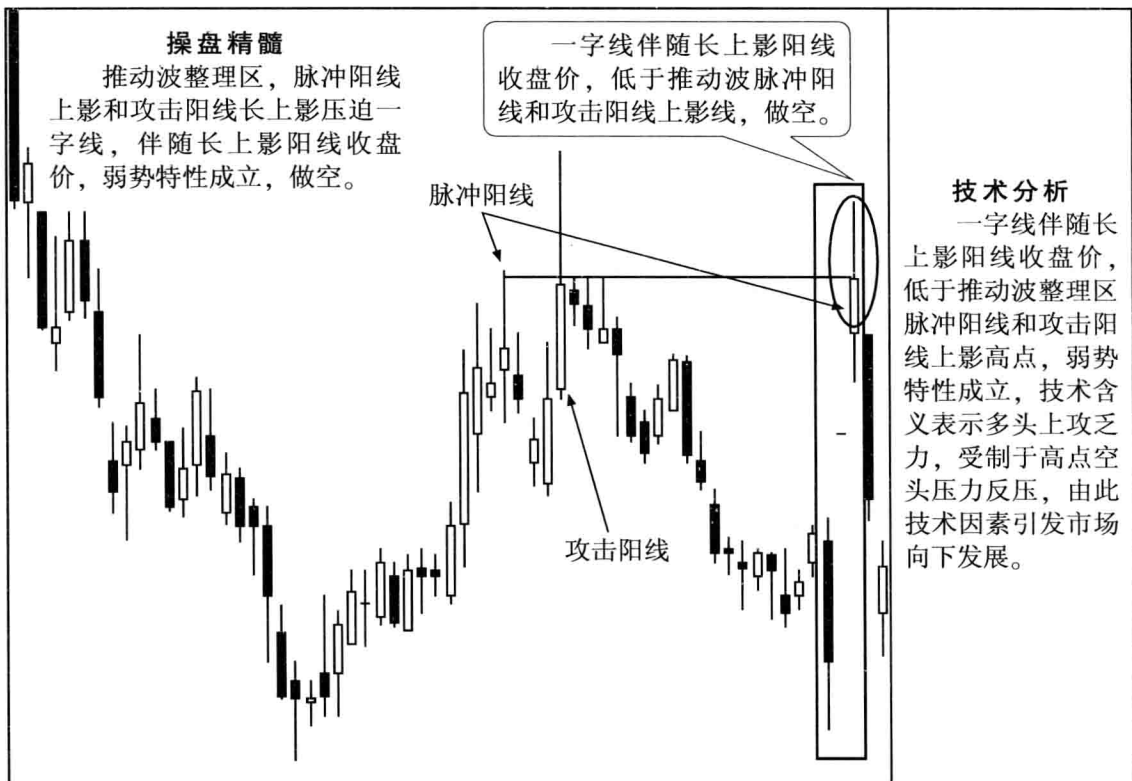 操盘精髓
推动波整理区，脉冲阳线
上影和攻击阳线长上影压迫一
字线，伴随长上影阳线收盘
价，弱势特性成立，做空。
一字线伴随长上影阳线
收盘价，低于推动波脉冲阳
线和攻击阳线上影线，做空。
脉冲阳线
攻击阳线
技术分析
一字线伴随长
上影阳线收盘价，
低于推动波整理区
脉冲阳线和攻击阳
线上影高点，弱势
特性成立，技术含
义表示多头上攻乏
力，受制于高点空
头压力反压，由此
技术因素引发市场
向下发展。